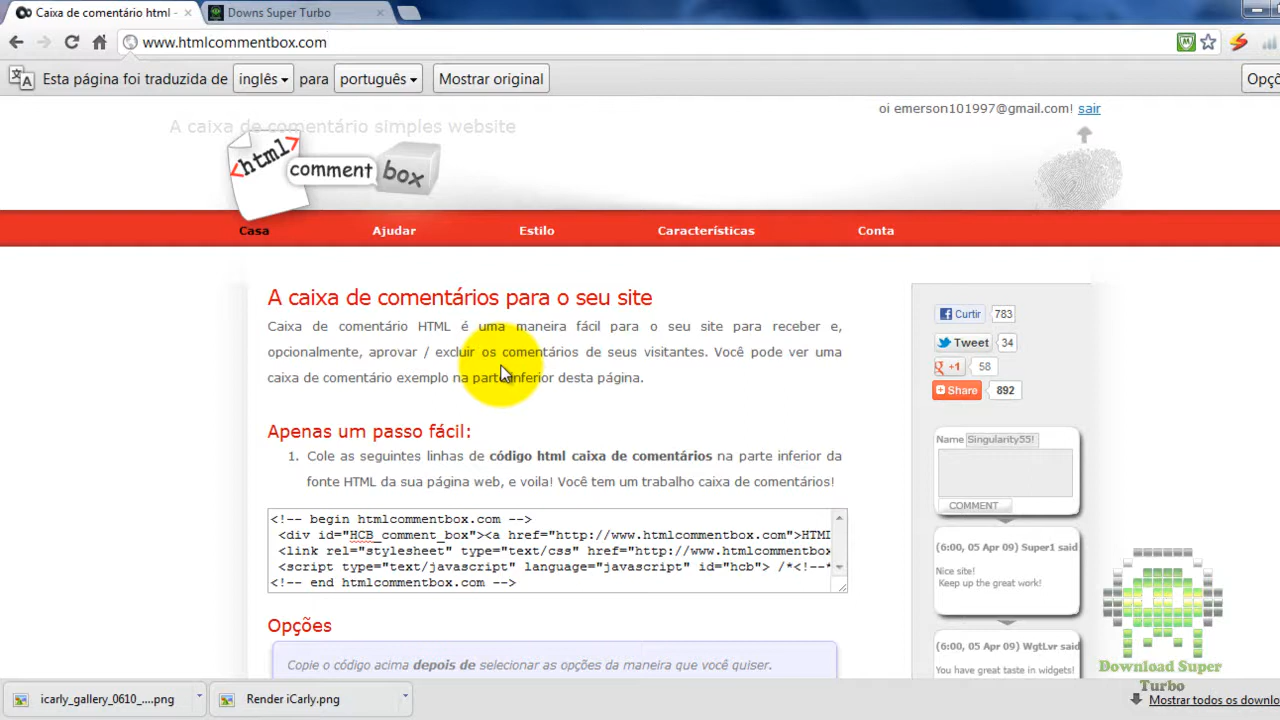 Caixa de comentário html -
Downs Super Turbo
www.htmlcommentbox.com
Esta página foi traduzida de inglês para português Mostrar original Opçõ
oi emerson101997@gmail.com! sair
A caixa de comentário simples website
<html>
comment
box
Casa Ajudar Estilo Características Conta
A caixa de comentários para o seu site
Caixa de comentário HTML é uma maneira fácil para o seu site para receber e,
opcionalmente, aprovar / excluir os comentários de seus visitantes. Você pode ver uma
caixa de comentário exemplo na parte inferior desta página.
Apenas um passo fácil:
1. Cole as seguintes linhas de código html caixa de comentários na parte inferior da
fonte HTML da sua página web, e voila! Você tem um trabalho caixa de comentários!
<!-- begin htmlcommentbox.com -->
<div id="HCB_comment_box"><a href="http://www.htmlcommentbox.com">HTML
<link rel="stylesheet" type="text/css" href="http://www.htmlcommentbox
<script type="text/javascript" language="javascript" id="hcb"> /*<!--*
<!-- end htmlcommentbox.com -->
Opções
Copie o código acima depois de selecionar as opções da maneira que você quiser.
Curtir 783
Tweet 34
+1 58
Share 892
Name Singularity55!
COMMENT
(6:00, 05 Apr 09) Super1 said
Nice site!
Keep up the great work!
(6:00, 05 Apr 09) WgtLvr said
You have great taste in widgets!
Download Super
Turbo
icarly_gallery_0610_....png
Render iCarly.png
Mostrar todos os downlo